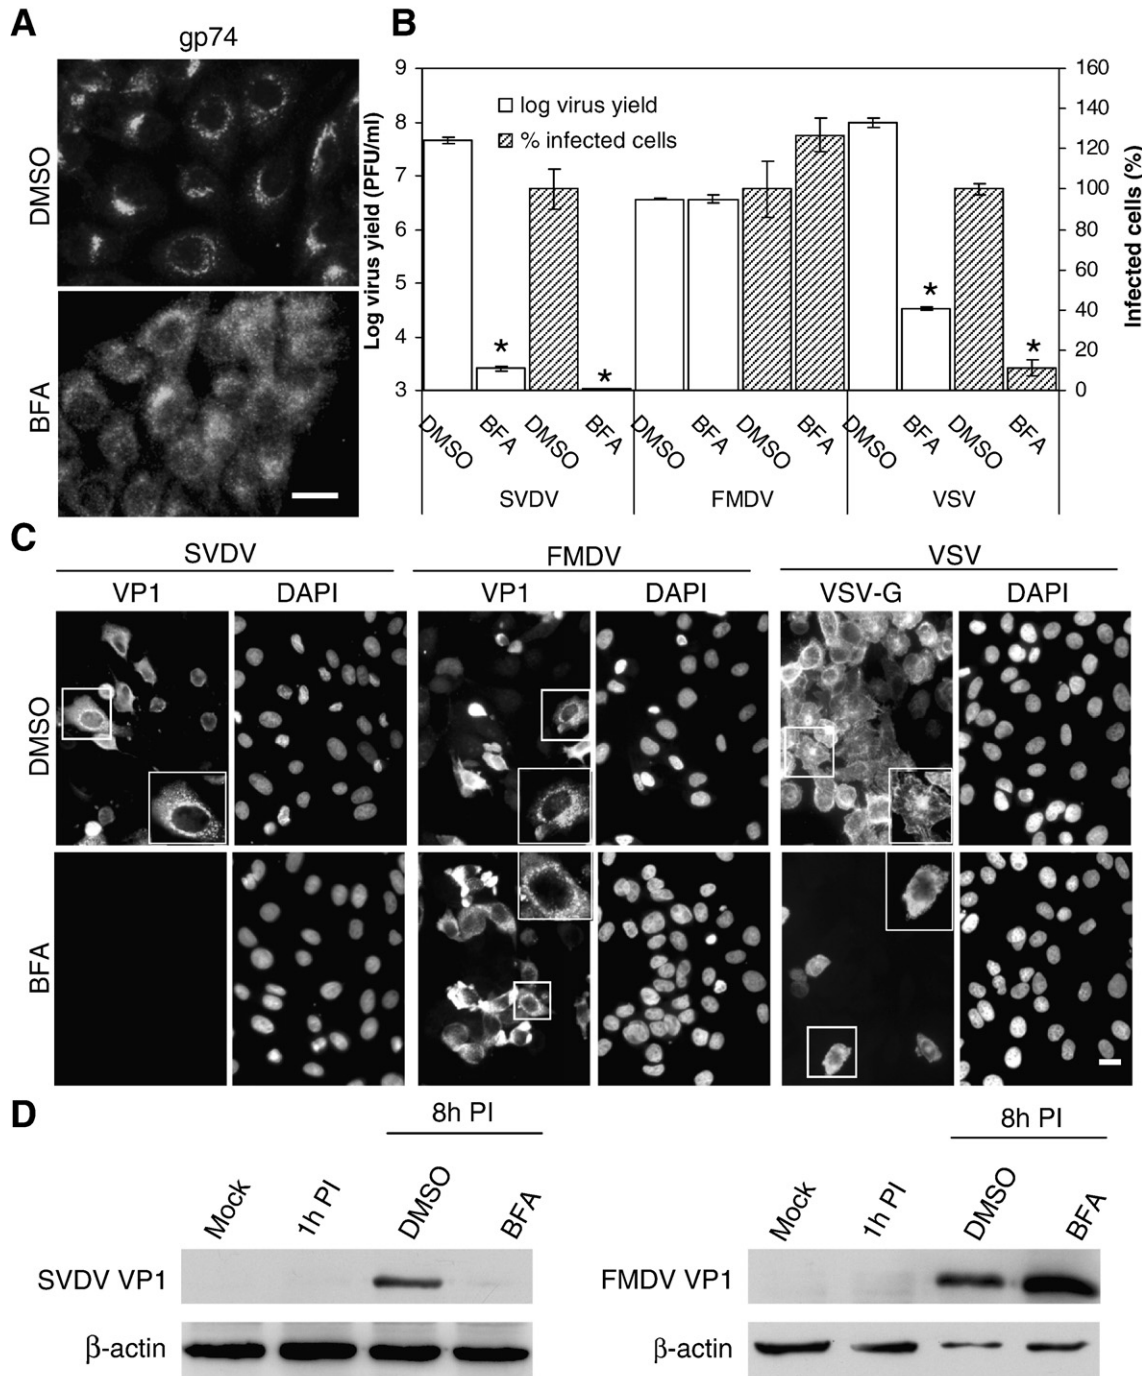 A
gp74
DMSO
BFA
B
9
8
7
6
5
4
3
Log virus yield (PFU/ml)
log virus yield
% infected cells
160
140
120
100
80
60
40
20
0
Infected cells (%)
*
*
*
*
DMSO
BFA
DMSO
BFA
DMSO
BFA
DMSO
BFA
DMSO
BFA
DMSO
BFA
SVDV
FMDV
VSV
C
SVDV
FMDV
VSV
VP1
DAPI
VP1
DAPI
VSV-G
DAPI
DMSO
BFA
D
8h PI
Mock
1h PI
DMSO
BFA
SVDV VP1
β-actin
8h PI
Mock
1h PI
DMSO
BFA
FMDV VP1
β-actin